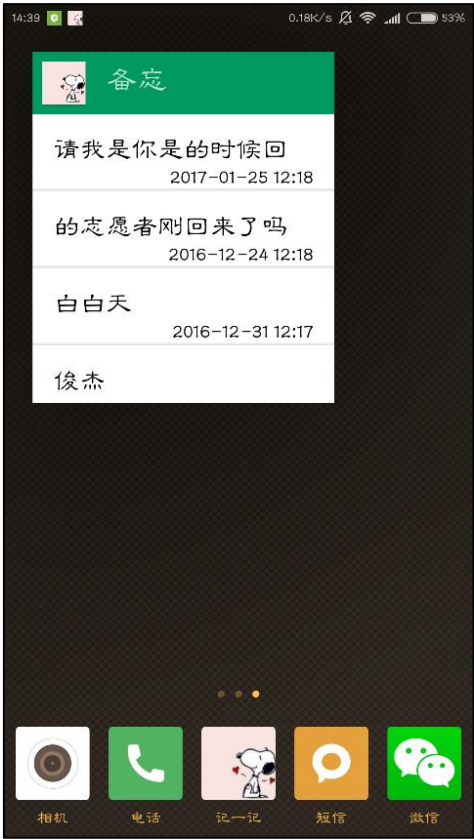 14:39 0.18K/s 53%
备忘
请我是你是的时候回
2017-01-25 12:18
的志愿者刚回来了吗
2016-12-24 12:18
白白天
2016-12-31 12:17
俊杰
相机 电话 记一记 短信 微信